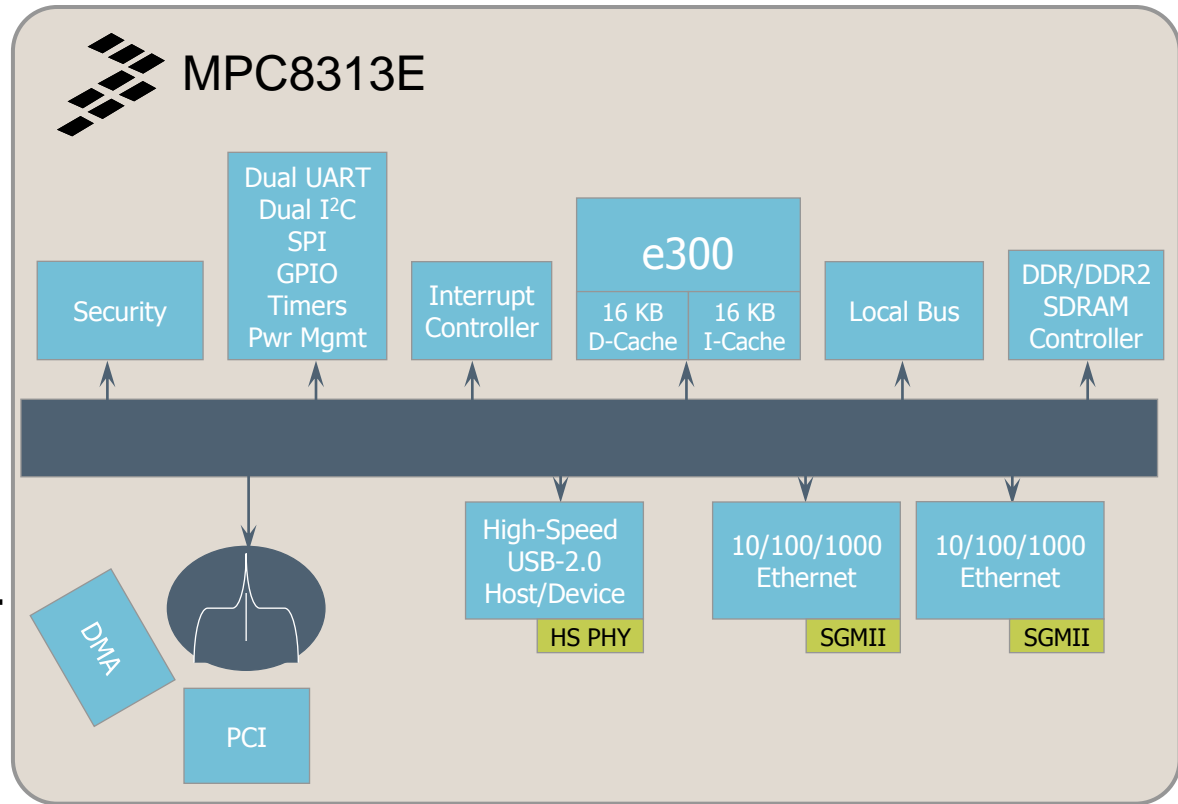 MPC8313E
Dual UART
Dual I²C
SPI
GPIO
Timers
Pwr Mgmt
Security
Interrupt
Controller
e300
16 KB
D-Cache
16 KB
I-Cache
Local Bus
DDR/DDR2
SDRAM
Controller
High-Speed
USB-2.0
Host/Device
HS PHY
10/100/1000
Ethernet
SGMII
10/100/1000
Ethernet
SGMII
DMA
PCI